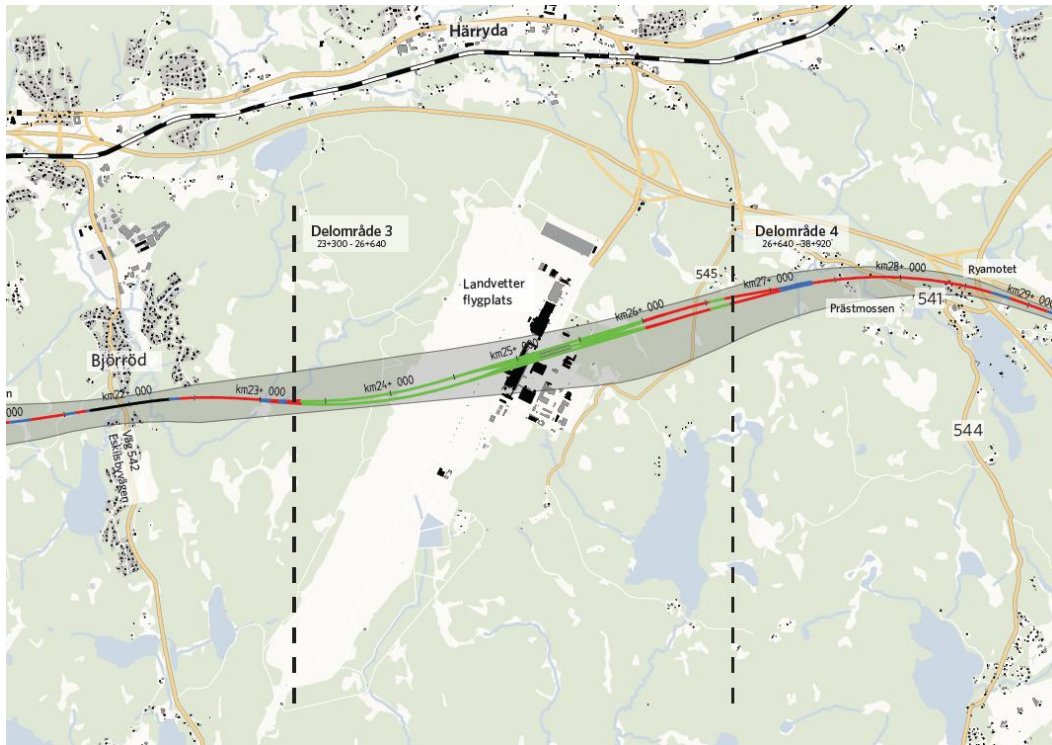 Härryda
Delområde 3
23+300 - 26+640
Delområde 4
26+640 -38+920
Landvetter
flygplats
545
km27+ 000
km28+ 000
Ryamotet
km29+ 000
541
Prästmossen
km26+ 000
km25+ 000
km24+ 000
km23+ 000
km22+ 000
Björröd
n
000
Väg 542
Eskilsbyvägen
544